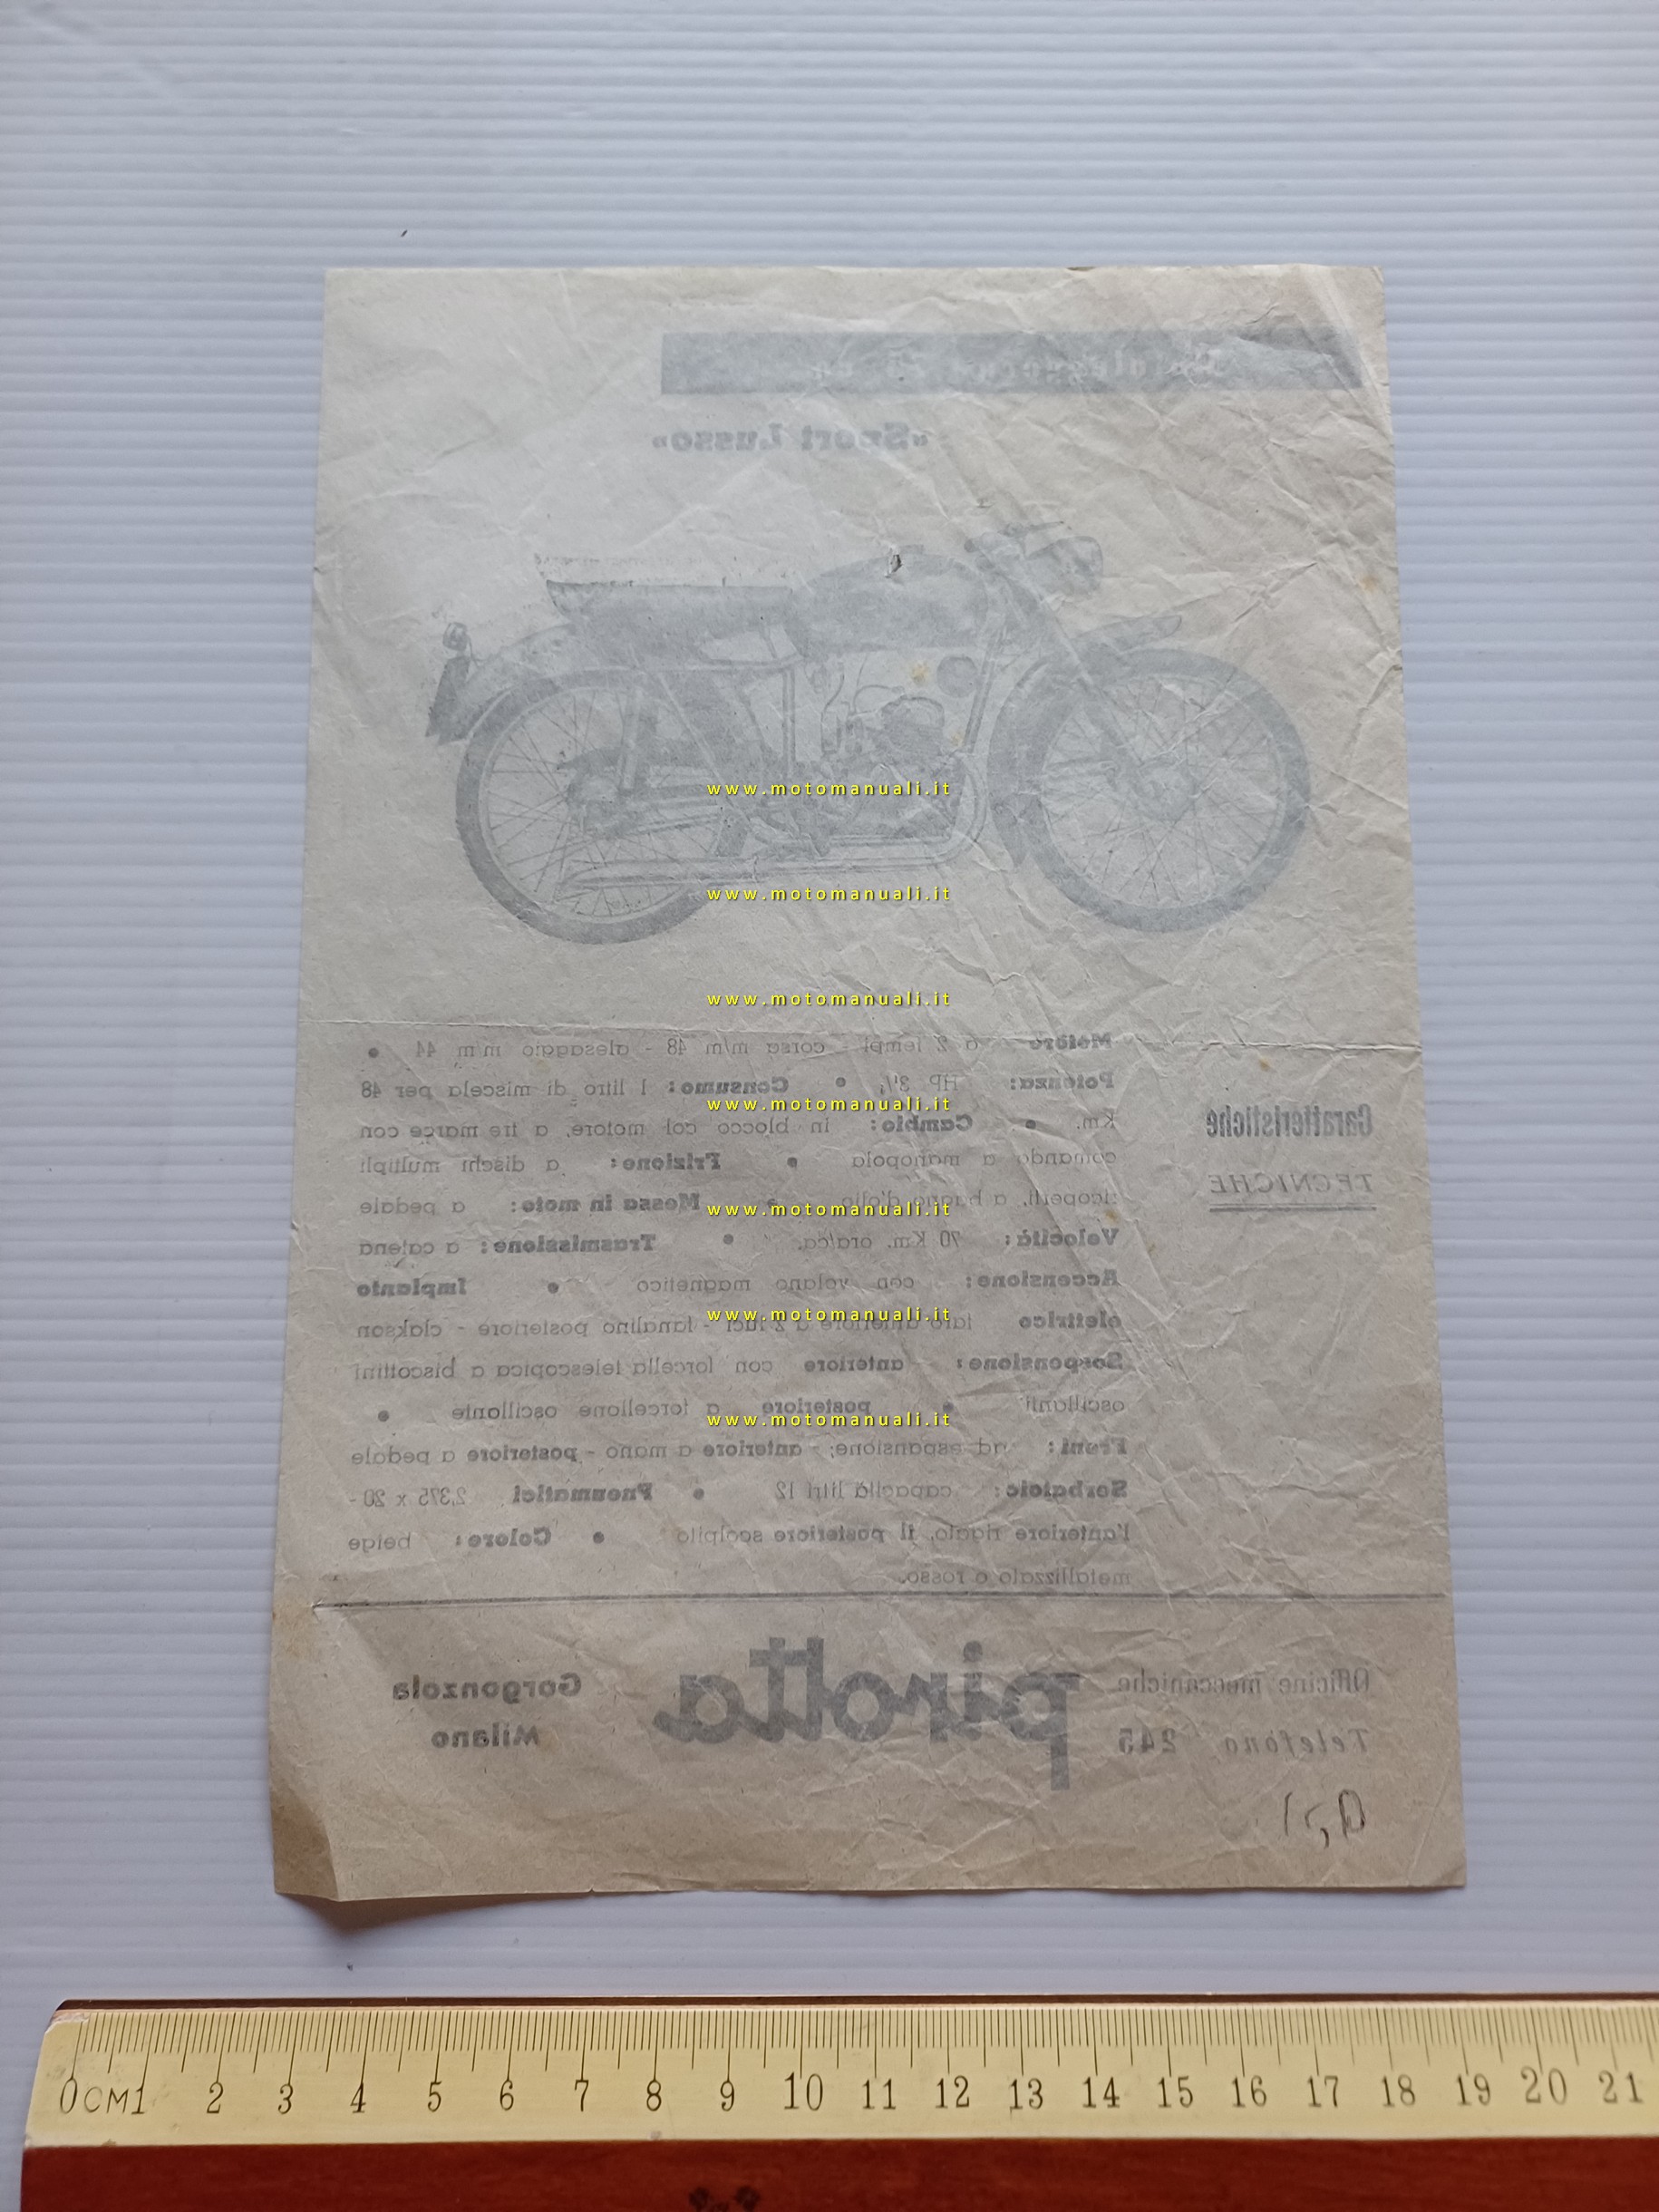 Motoleggera 75 cc.
«Sport Lusso»
Caratteristiche
TECNICHE
Motore a 2 tempi - corsa m/m 48 - alesaggio m/m 44 •
Potenza: HP 3¼ • Consumo: 1 litro di miscela per 48
Km. • Cambio: in blocco col motore, a tre marce con
comando a manopola • Frizione: a dischi multipli
ricoperti, a bagno d'olio • Messa in moto: a pedale
Velocità: 70 Km. ora/ca. • Trasmissione: a catena
Accensione: con volano magnetico • Impianto
elettrico faro anteriore a 2 luci - fanalino posteriore - clakson
Sospensione: - anteriore con forcella telescopica a biscottini
oscillanti • posteriore a forcellone oscillante •
Freni: ad espansione; - anteriore a mano - posteriore a pedale
Serbatoio: capacità litri 12 • Pneumatici 2,375 x 20 -
l'anteriore rigato, il posteriore scolpito • Colore: beige
metallizzato o rosso.
Officine meccaniche pirotta Gorgonzola
Telefono 245 Milano
www.motomanuali.it
www.motomanuali.it
www.motomanuali.it
www.motomanuali.it
www.motomanuali.it
www.motomanuali.it
www.motomanuali.it
0CM1 2 3 4 5 6 7 8 9 10 11 12 13 14 15 16 17 18 19 20 21